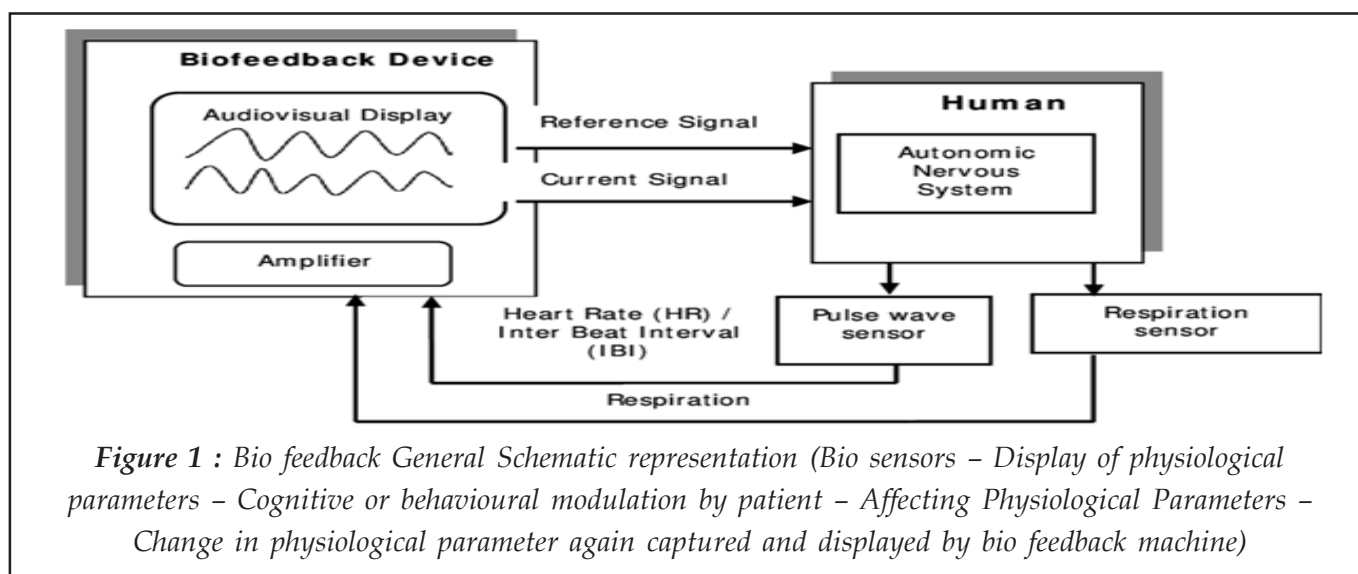 Biofeedback Device
Audiovisual Display
Amplifier
Reference Signal
Current Signal
Human
Autonomic
Nervous
System
Heart Rate (HR) /
Inter Beat Interval
(IBI)
Pulse wave
sensor
Respiration
sensor
Respiration
Figure 1 : Bio feedback General Schematic representation (Bio sensors – Display of physiological
parameters – Cognitive or behavioural modulation by patient – Affecting Physiological Parameters –
Change in physiological parameter again captured and displayed by bio feedback machine)